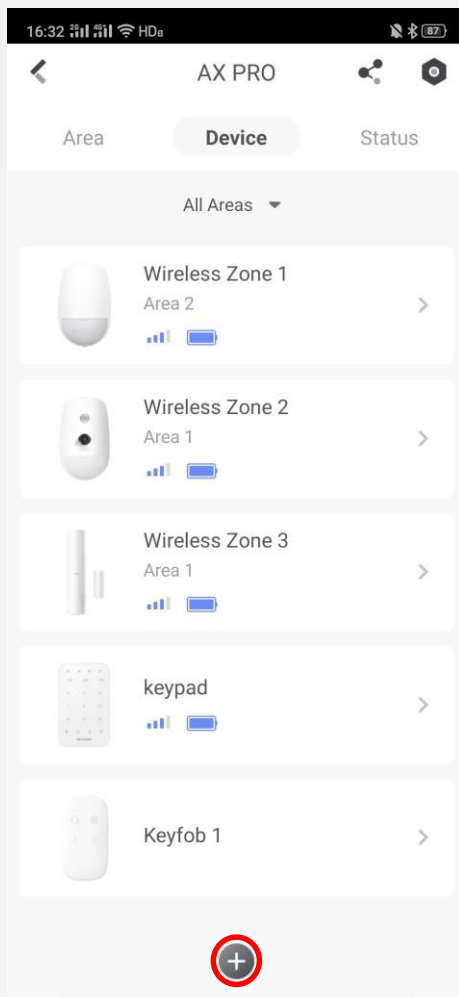 16:32 HD
87
AX PRO
Area
Device
Status
All Areas
Wireless Zone 1
Area 2
Wireless Zone 2
Area 1
Wireless Zone 3
Area 1
keypad
Keyfob 1